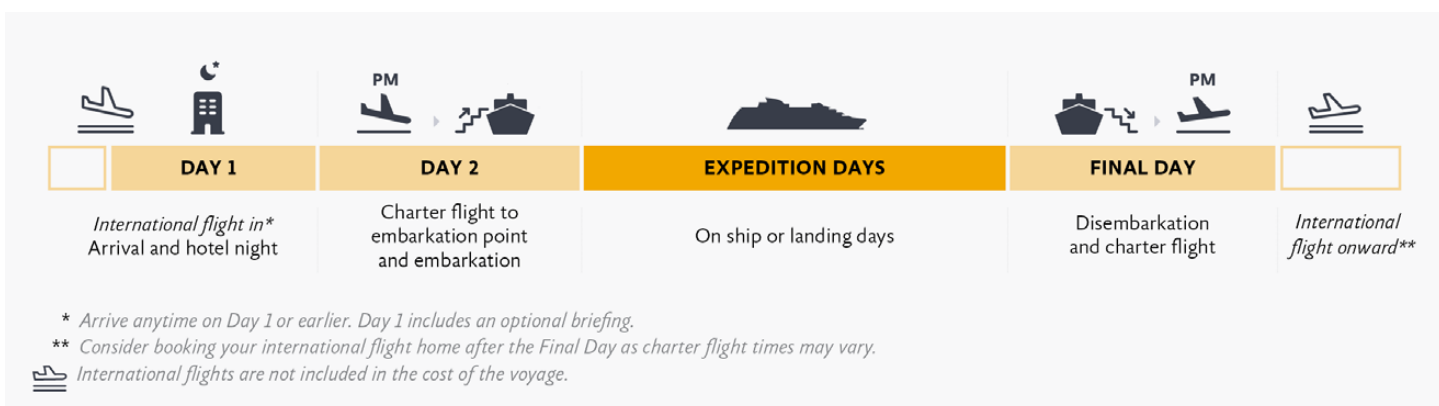 PM
PM
DAY 1
DAY 2
EXPEDITION DAYS
FINAL DAY
International flight in*
Arrival and hotel night
Charter flight to
embarkation point
and embarkation
On ship or landing days
Disembarkation
and charter flight
International
flight onward**
* Arrive anytime on Day 1 or earlier. Day 1 includes an optional briefing.
** Consider booking your international flight home after the Final Day as charter flight times may vary.
International flights are not included in the cost of the voyage.